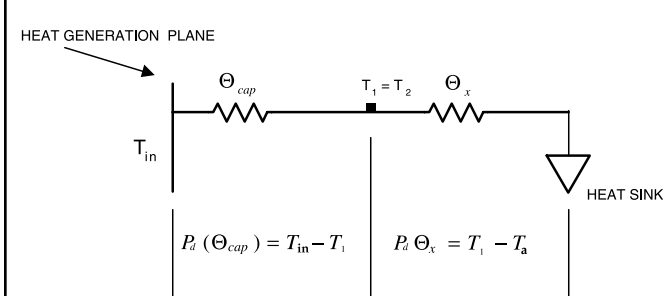 HEAT GENERATION PLANE
Θcap
T1 = T2
Θx
Tin
HEAT SINK
Pd (Θcap) = Tin − T1
Pd Θx = T1 − Ta